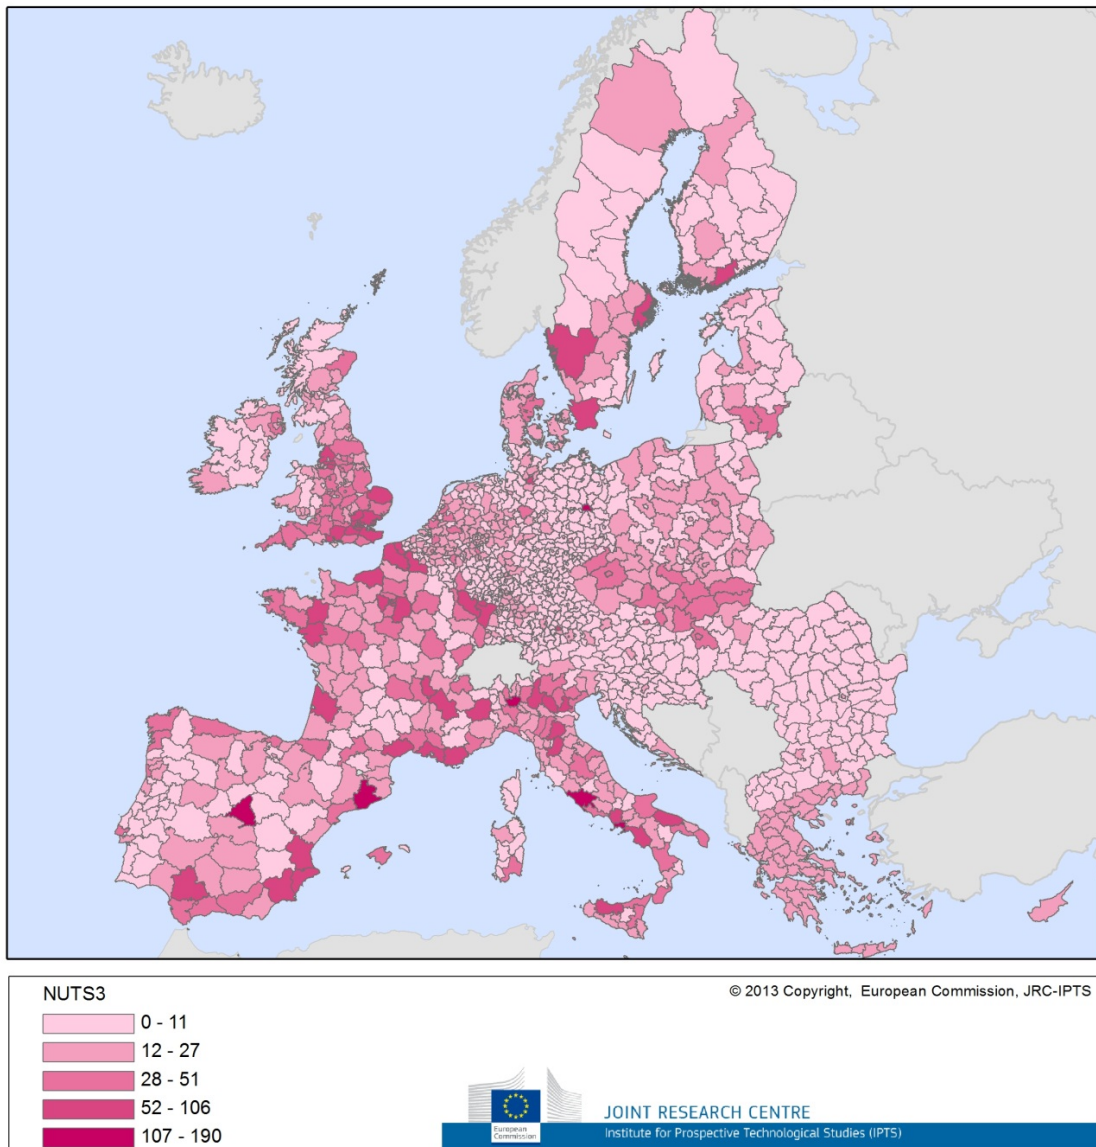 NUTS3
© 2013 Copyright, European Commission, JRC-IPTS
0 - 11
12 - 27
28 - 51
52 - 106
107 - 190
European
Commission
JOINT RESEARCH CENTRE
Institute for Prospective Technological Studies (IPTS)